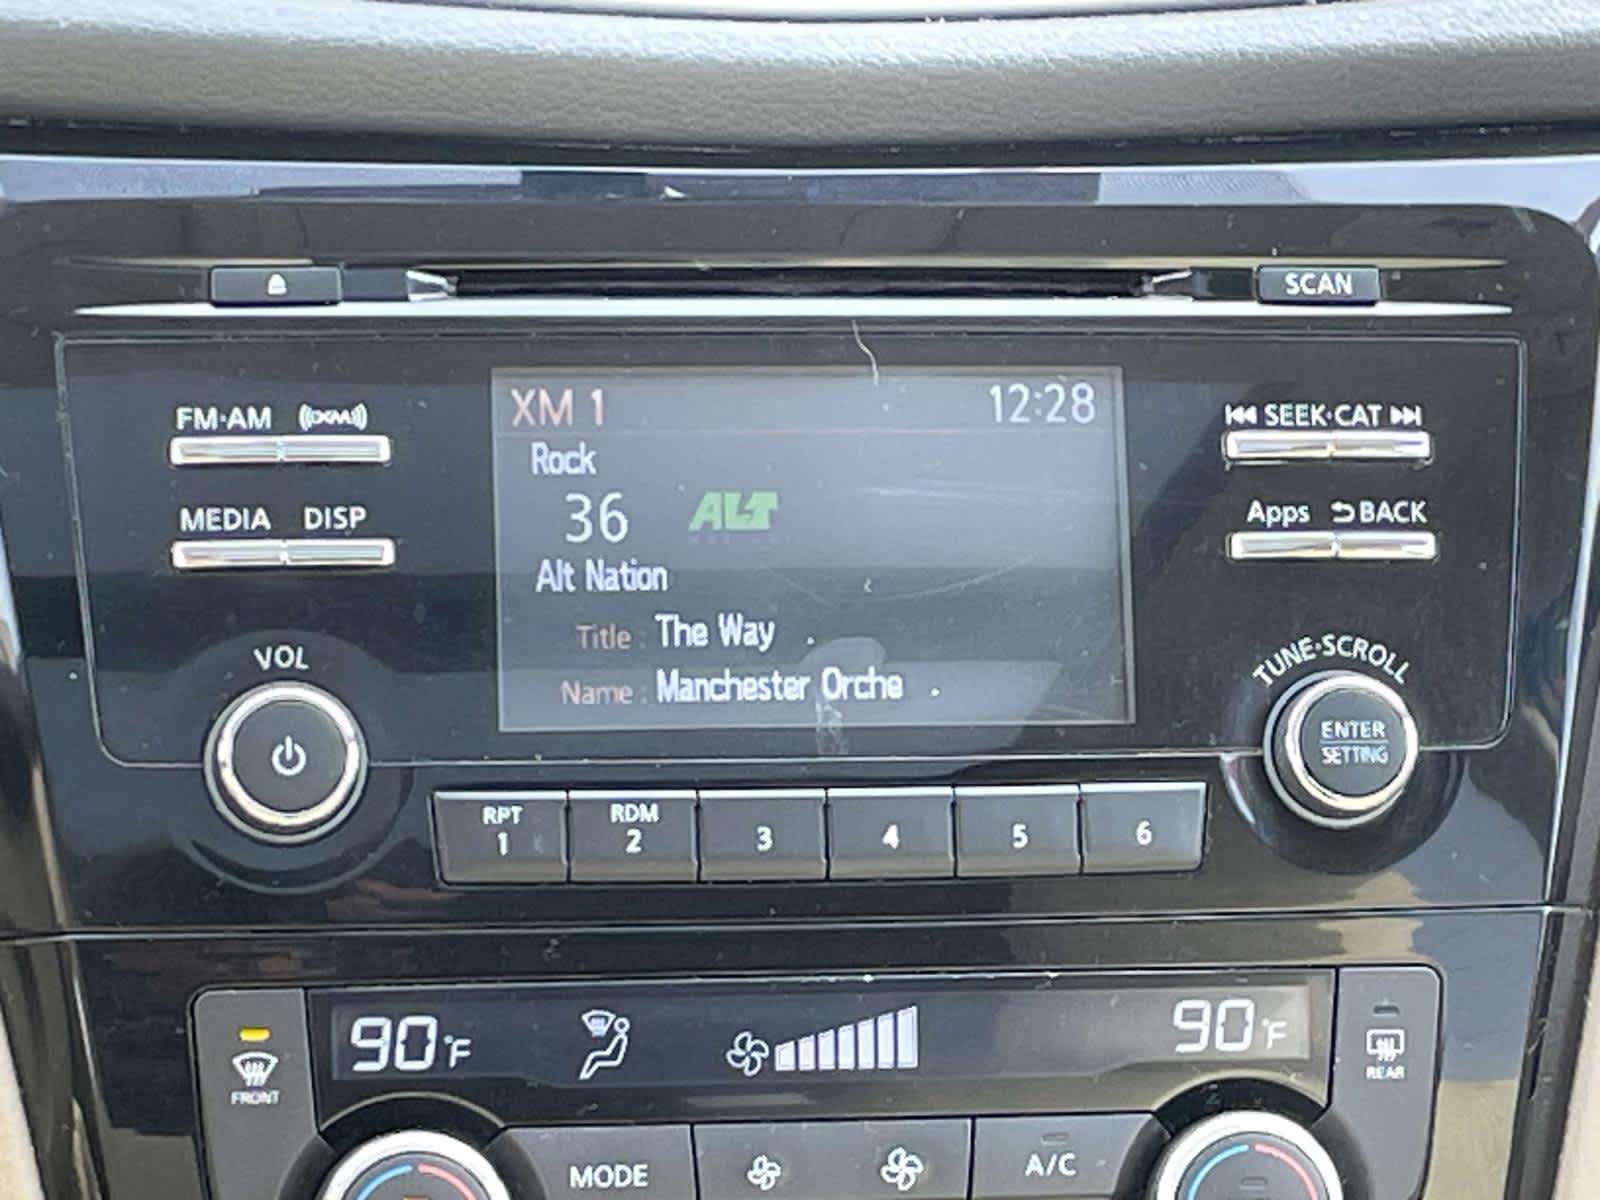 SCAN
FM·AM ((XM))
MEDIA DISP
VOL
XM 1 12:28
Rock
36 ALT
Alt Nation
Title : The Way
Name : Manchester Orche
SEEK·CAT
Apps BACK
TUNE·SCROLL
ENTER
SETTING
RPT
1
RDM
2
3
4
5
6
90°F
90°F
FRONT
REAR
MODE
A/C